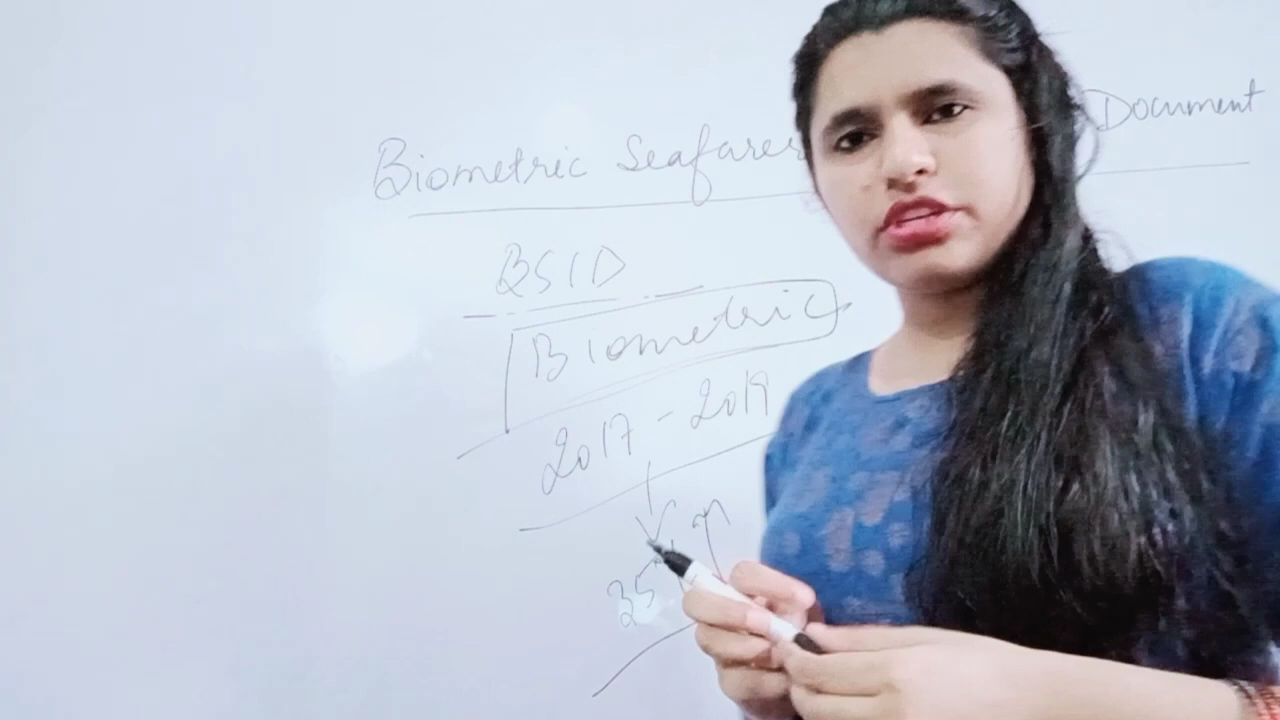 Biometric Seafarer Document
BSID
Biometric
2017 - 2019
35